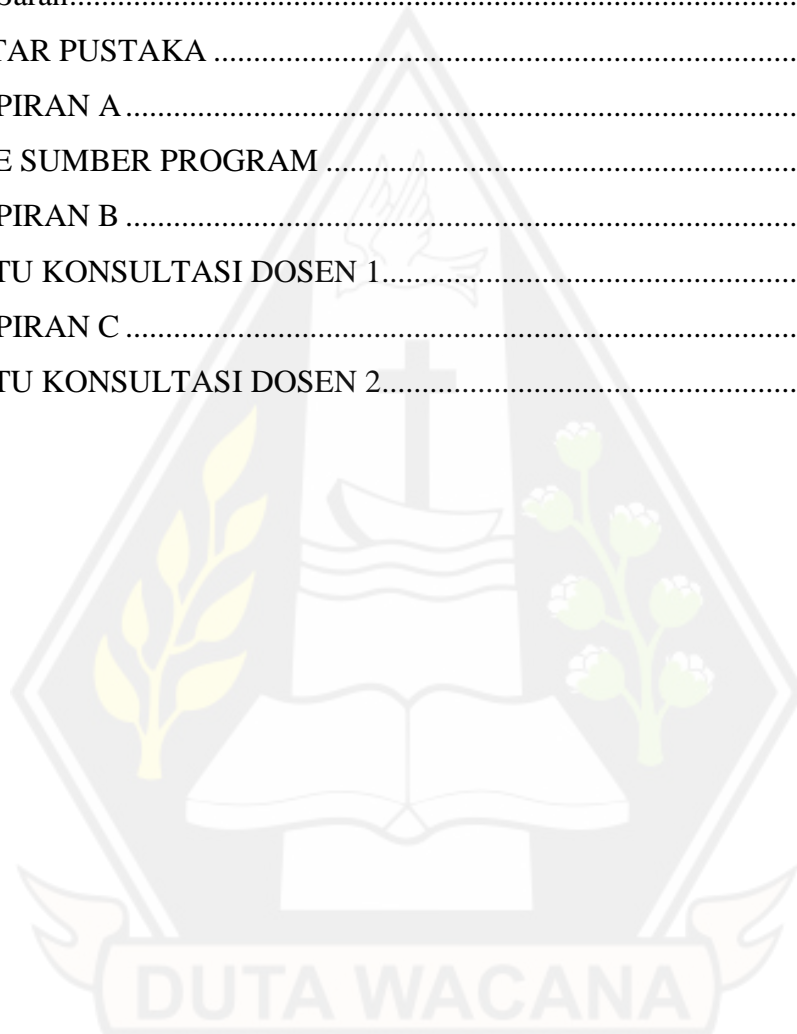 Saran....................................................................................................
TAR PUSTAKA ....................................................................................
PIRAN A ...............................................................................................
E SUMBER PROGRAM ......................................................................
PIRAN B ...............................................................................................
TU KONSULTASI DOSEN 1................................................................
PIRAN C ...............................................................................................
TU KONSULTASI DOSEN 2................................................................
DUTA WACANA